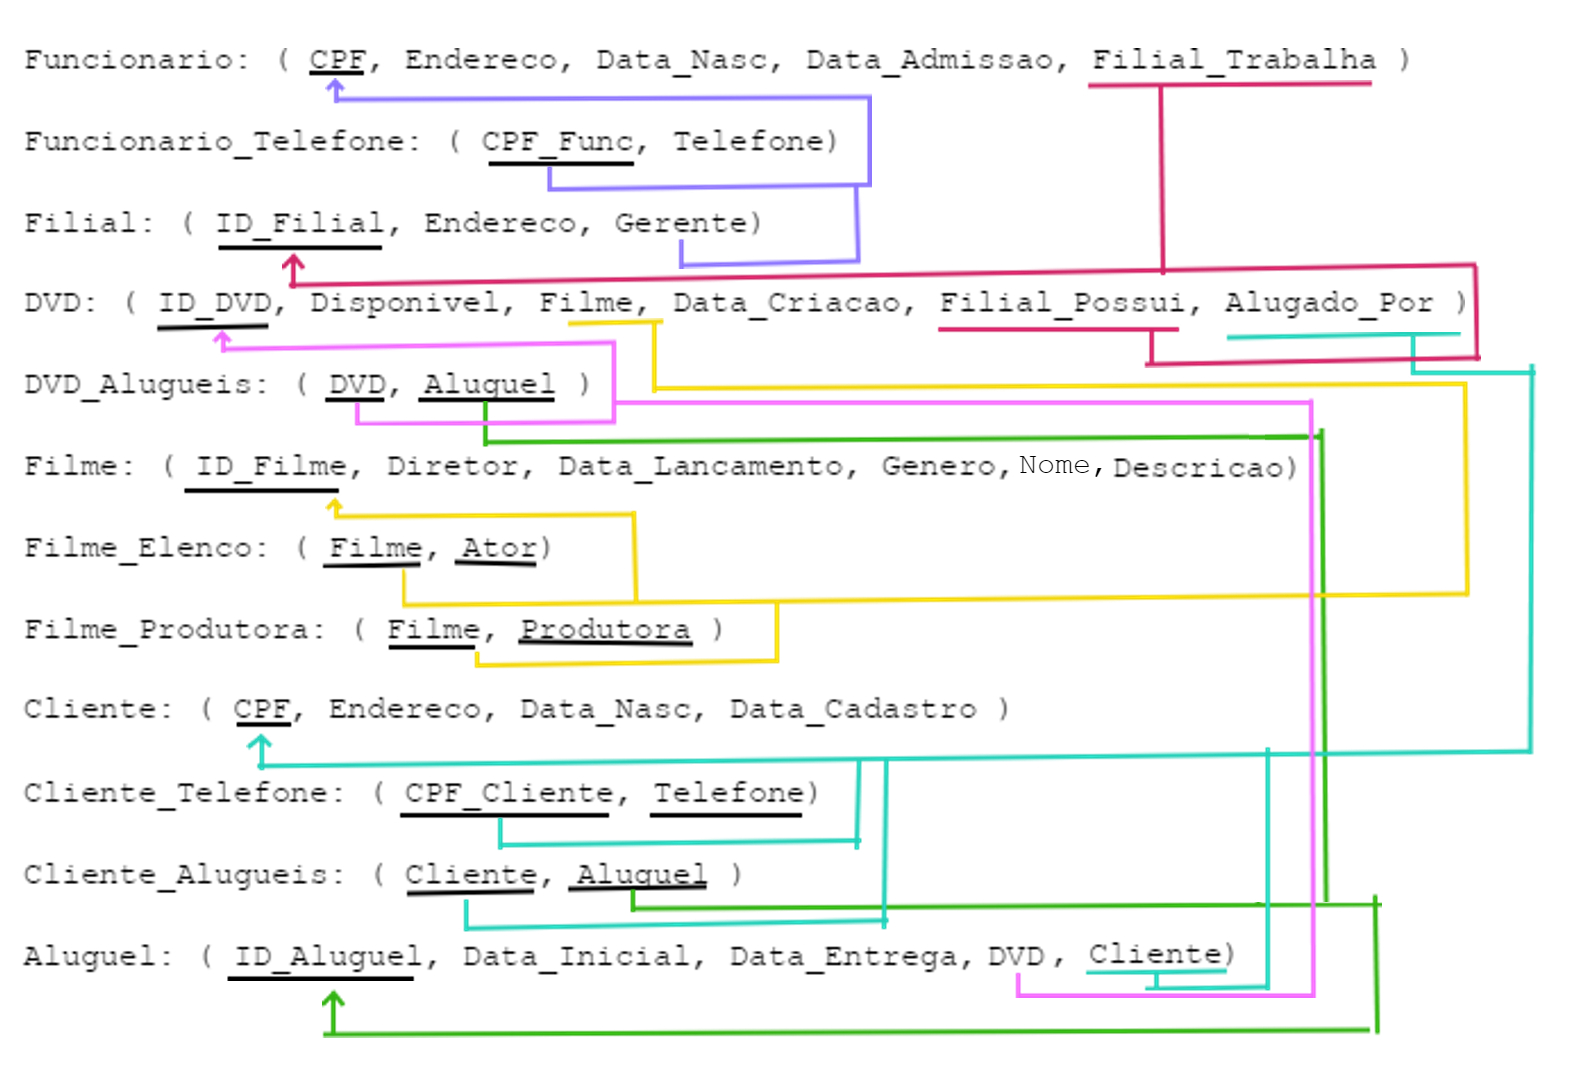 Funcionario: ( CPF, Endereco, Data_Nasc, Data_Admissao, Filial_Trabalha )
Funcionario_Telefone: ( CPF_Func, Telefone)
Filial: ( ID_Filial, Endereco, Gerente)
DVD: ( ID_DVD, Disponivel, Filme, Data_Criacao, Filial_Possui, Alugado_Por )
DVD_Alugueis: ( DVD, Aluguel )
Filme: ( ID_Filme, Diretor, Data_Lancamento, Genero, Nome, Descricao)
Filme_Elenco: ( Filme, Ator)
Filme_Produtora: ( Filme, Produtora )
Cliente: ( CPF, Endereco, Data_Nasc, Data_Cadastro )
Cliente_Telefone: ( CPF_Cliente, Telefone)
Cliente_Alugueis: ( Cliente, Aluguel )
Aluguel: ( ID_Aluguel, Data_Inicial, Data_Entrega, DVD, Cliente)